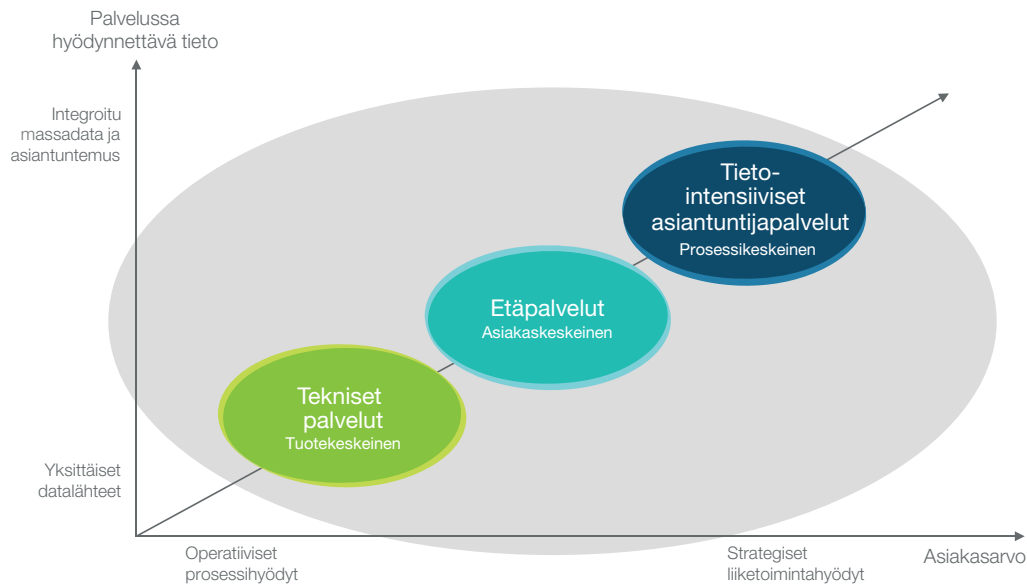 Palvelussa
hyödynnettävä tieto
Integroitu
massadata ja
asiantuntemus
Tieto-
intensiiviset
asiantuntijapalvelut
Prosessikeskeinen
Etäpalvelut
Asiakaskeskeinen
Tekniset
palvelut
Tuotekeskeinen
Yksittäiset
datalähteet
Operatiiviset
prosessihyödyt
Strategiset
liiketoimintahyödyt
Asiakasarvo